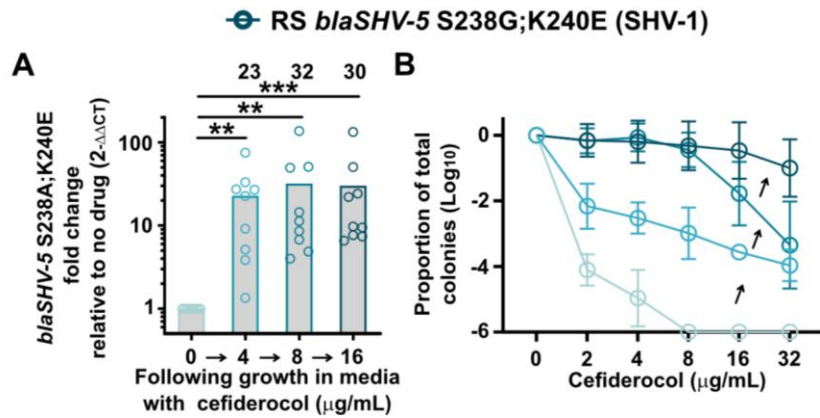 RS blaSHV-5 S238G;K240E (SHV-1)
A
23 32 30
***
**
**
blaSHV-5 S238A;K240E
fold change
relative to no drug (2-ΔΔCT)
100
10
1
0 → 4 → 8 → 16
Following growth in media
with cefiderocol (μg/mL)
B
Proportion of total
colonies (Log10)
0
-2
-4
-6
0 2 4 8 16 32
Cefiderocol (μg/mL)